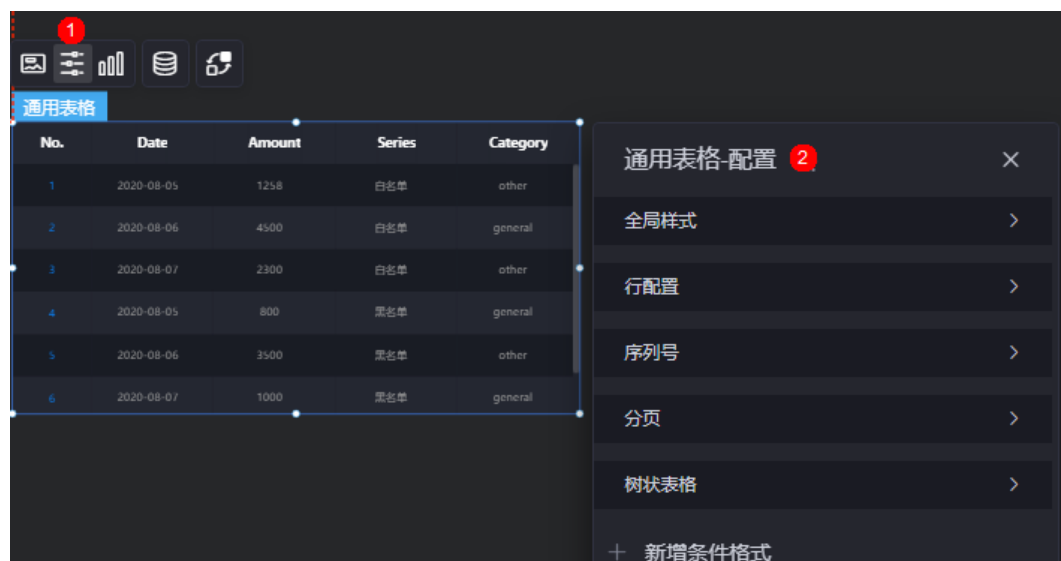 1
通用表格
No. Date Amount Series Category
1 2020-08-05 1258 白名单 other
2 2020-08-06 4500 白名单 general
3 2020-08-07 2300 白名单 other
4 2020-08-05 800 黑名单 general
5 2020-08-06 3500 黑名单 other
6 2020-08-07 1000 黑名单 general
通用表格-配置 2
全局样式
行配置
序列号
分页
树状表格
新增条件格式